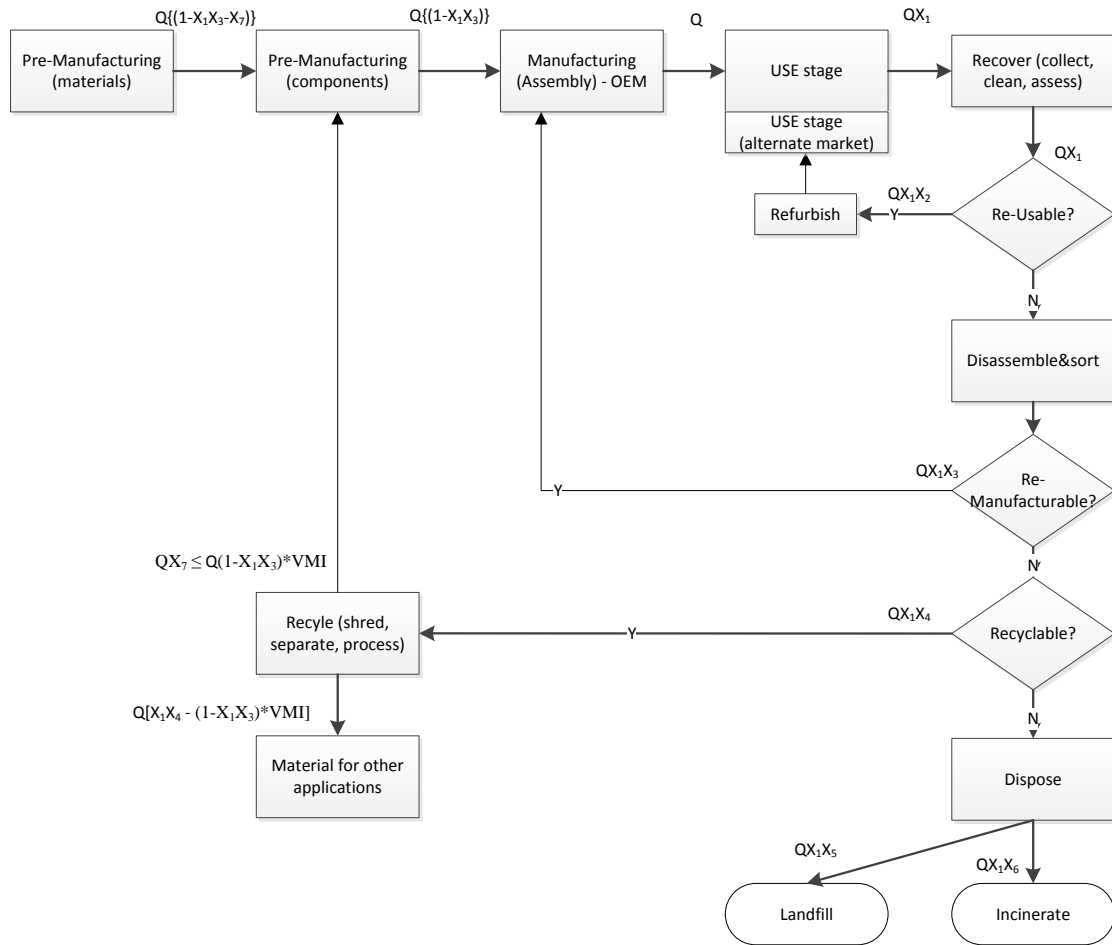 Q{(1-X₁X₃-X₇)}
Q{(1-X₁X₃)}
Q
QX₁
Pre-Manufacturing
(materials)
Pre-Manufacturing
(components)
Manufacturing
(Assembly) - OEM
USE stage
Recover (collect,
clean, assess)
USE stage
(alternate market)
QX₁
QX₁X₂
Refurbish
Y
Re-Usable?
N
Disassemble&sort
QX₁X₃
Y
Re-
Manufacturable?
N
QX₇ ≤ Q(1-X₁X₃)*VMI
QX₁X₄
Recyle (shred,
separate, process)
Y
Recyclable?
Q[X₁X₄ - (1-X₁X₃)*VMI]
N
Material for other
applications
Dispose
QX₁X₅
QX₁X₆
Landfill
Incinerate